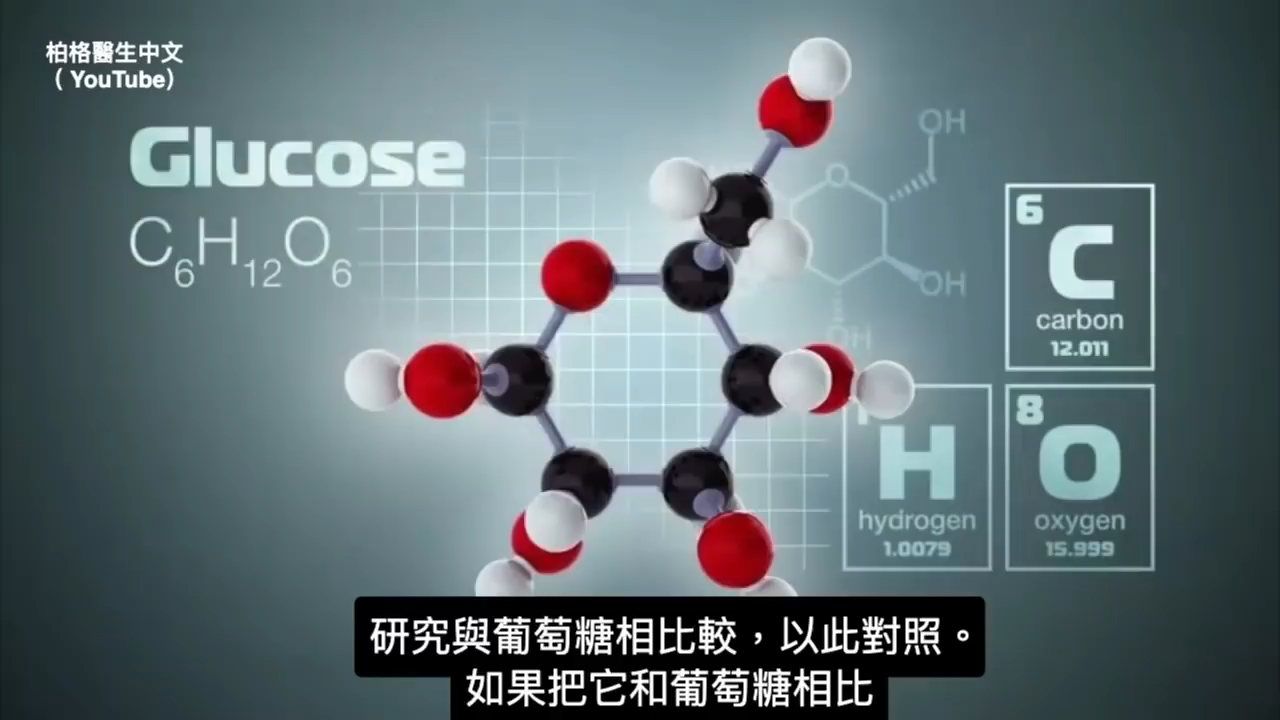 柏格醫生中文
（YouTube）
Glucose
C6H12O6
OH
OH
OH
O
6
C
carbon
12.011
1
H
hydrogen
1.0079
8
O
oxygen
15.999
研究與葡萄糖相比較，以此對照。
如果把它和葡萄糖相比